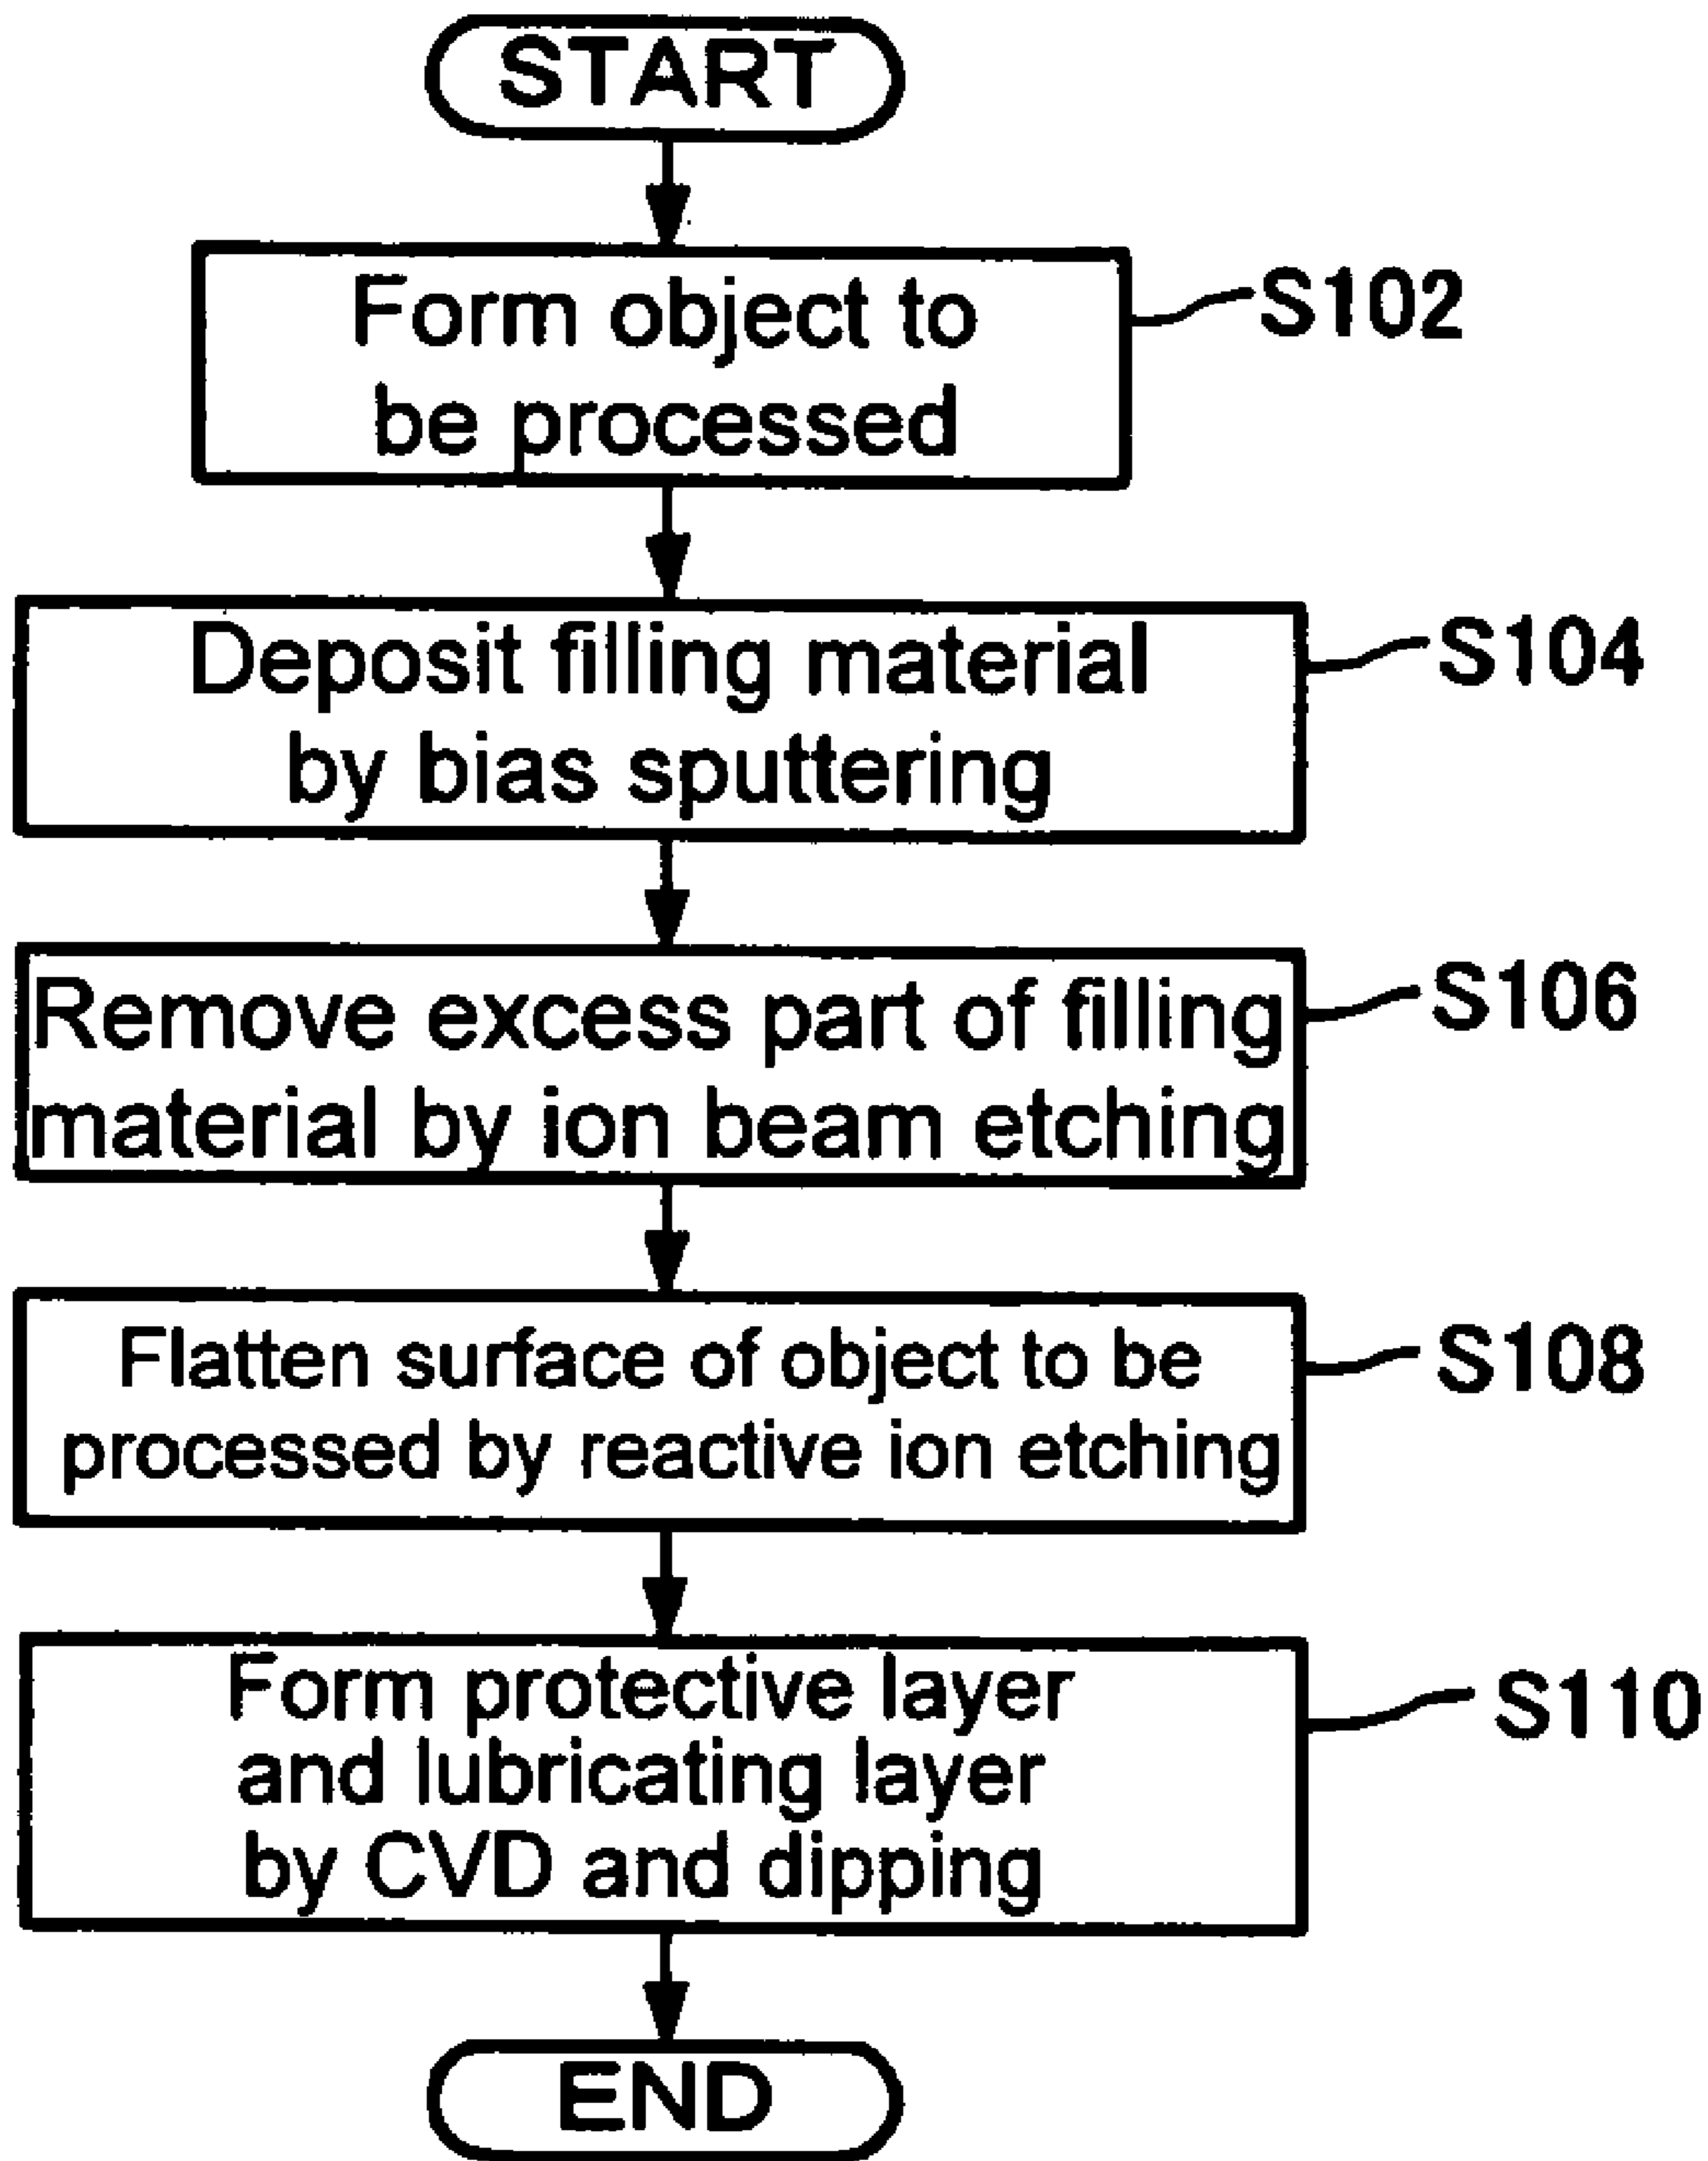 START
Form object to
be processed
S102
Deposit filling material
by bias sputtering
S104
Remove excess part of filling
material by ion beam etching
S106
Flatten surface of object to be
processed by reactive ion etching
S108
Form protective layer
and lubricating layer
by CVD and dipping
S110
END